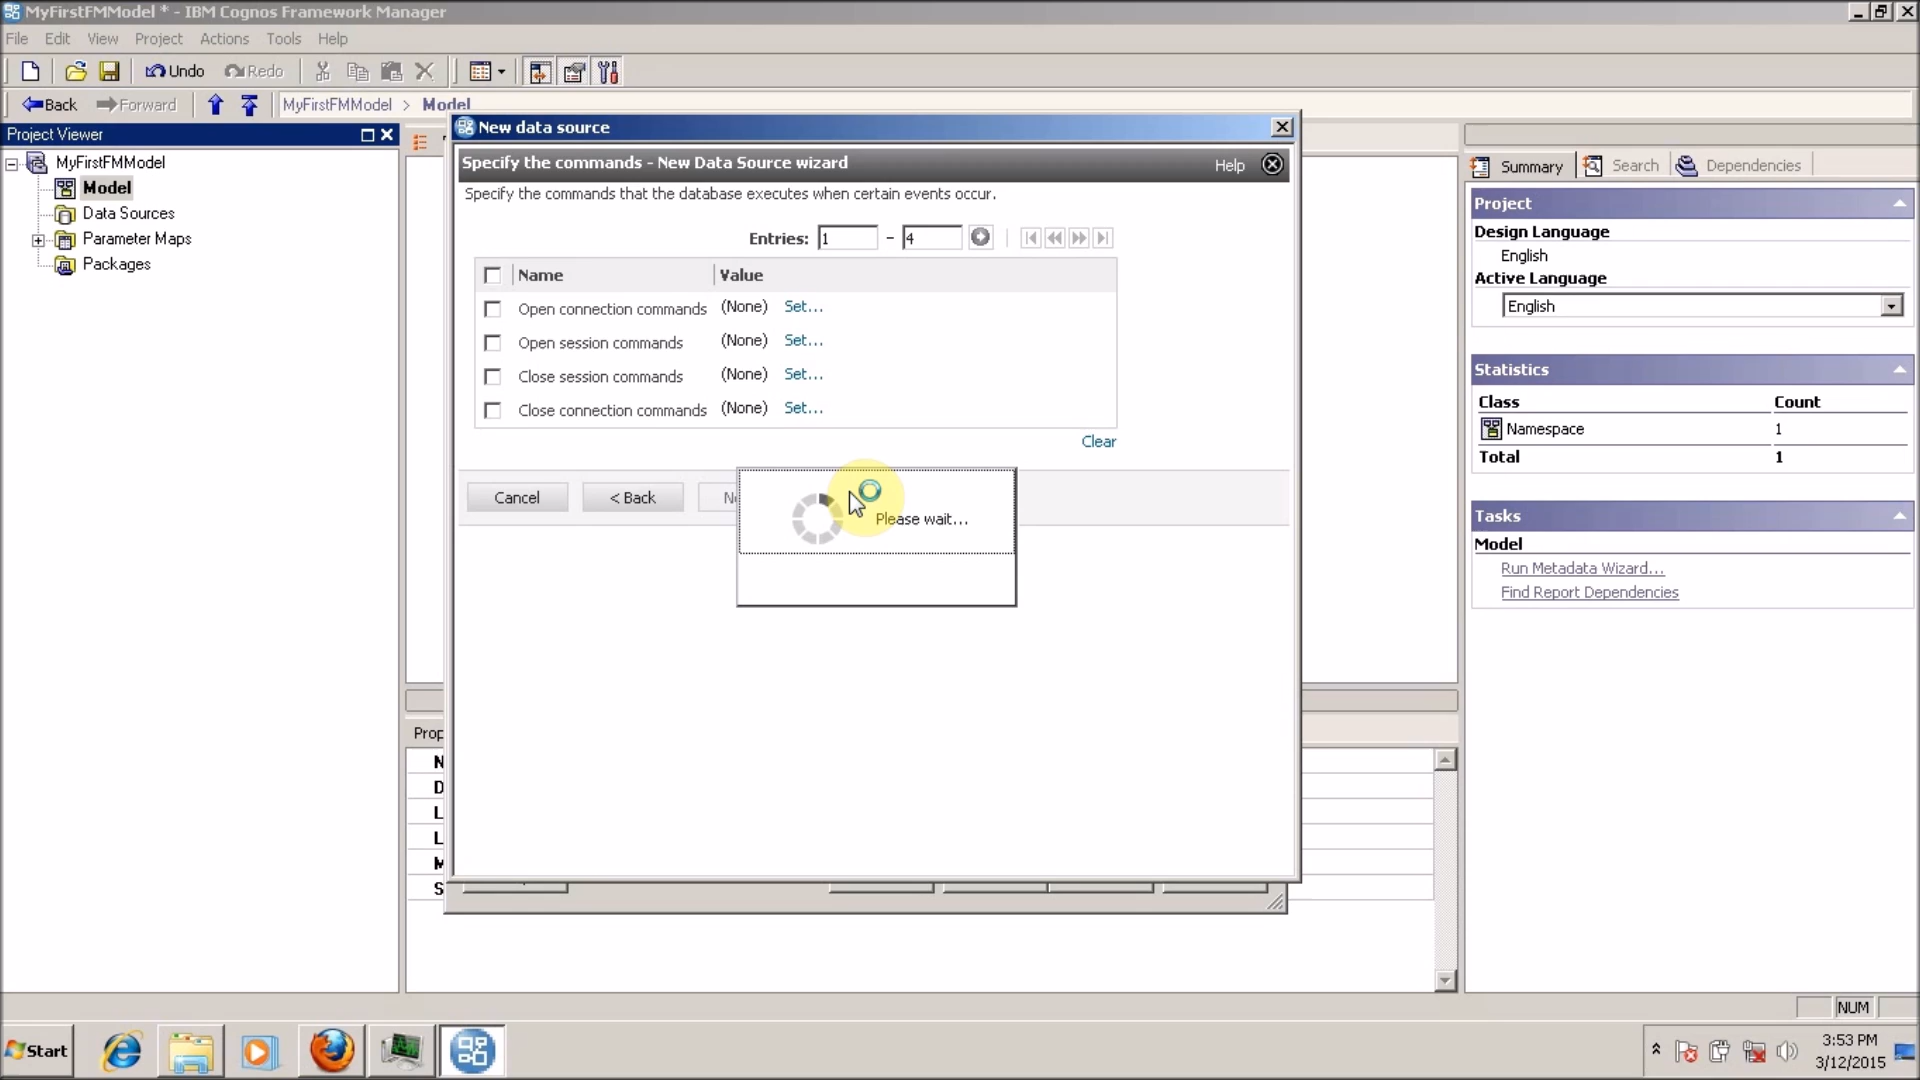 MyFirstFMModel * - IBM Cognos Framework Manager
File Edit View Project Actions Tools Help
Undo Redo
Back Forward MyFirstFMModel > Model
Project Viewer
MyFirstFMModel
Model
Data Sources
Parameter Maps
Packages
New data source
Specify the commands - New Data Source wizard Help
Specify the commands that the database executes when certain events occur.
Entries: 1 - 4
Name Value
Open connection commands (None) Set...
Open session commands (None) Set...
Close session commands (None) Set...
Close connection commands (None) Set...
Clear
Cancel < Back
Please wait...
Summary Search Dependencies
Project
Design Language
English
Active Language
English
Statistics
Class Count
Namespace 1
Total 1
Tasks
Model
Run Metadata Wizard...
Find Report Dependencies
NUM
Start
3:53 PM
3/12/2015